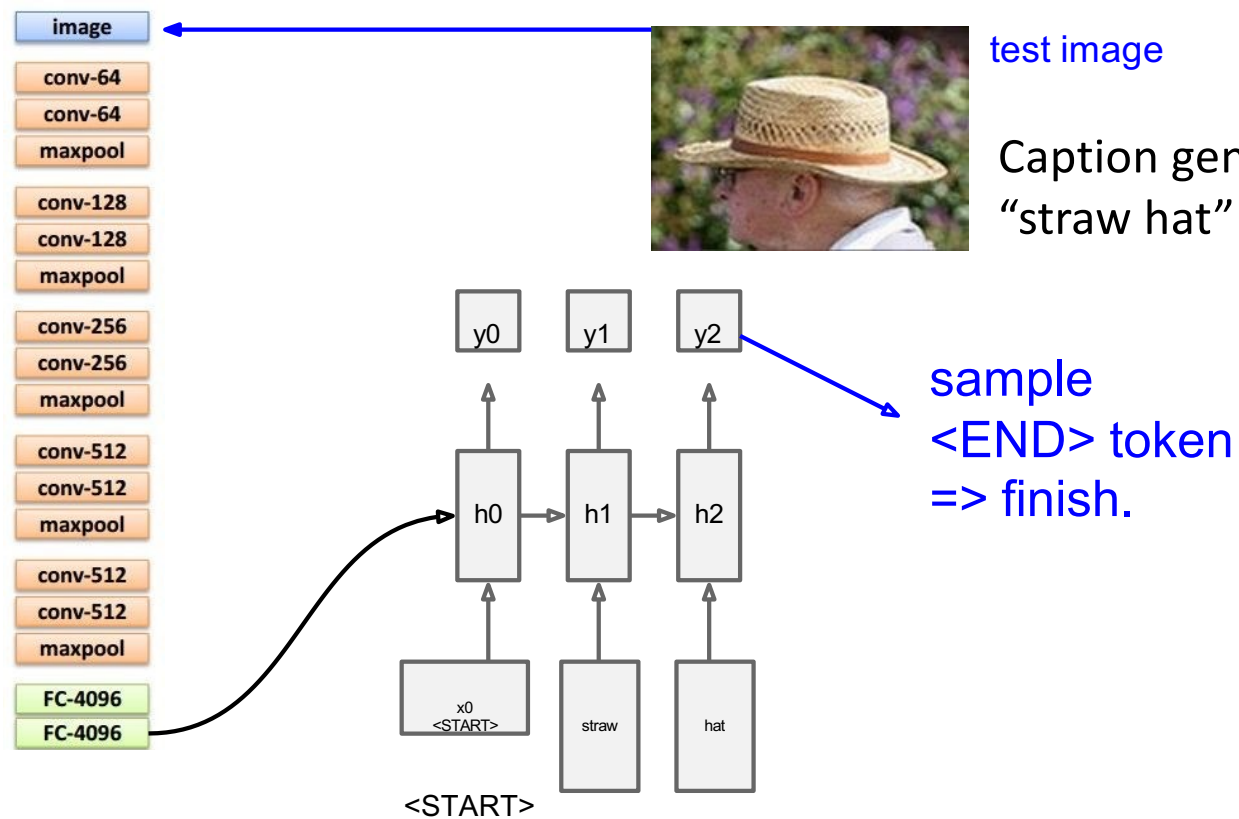 image
conv-64
conv-64
maxpool
conv-128
conv-128
maxpool
conv-256
conv-256
maxpool
conv-512
conv-512
maxpool
conv-512
conv-512
maxpool
FC-4096
FC-4096
test image
Caption gen
“straw hat”
y0
y1
y2
sample
<END> token
=> finish.
h0
h1
h2
x0
<START>
straw
hat
<START>